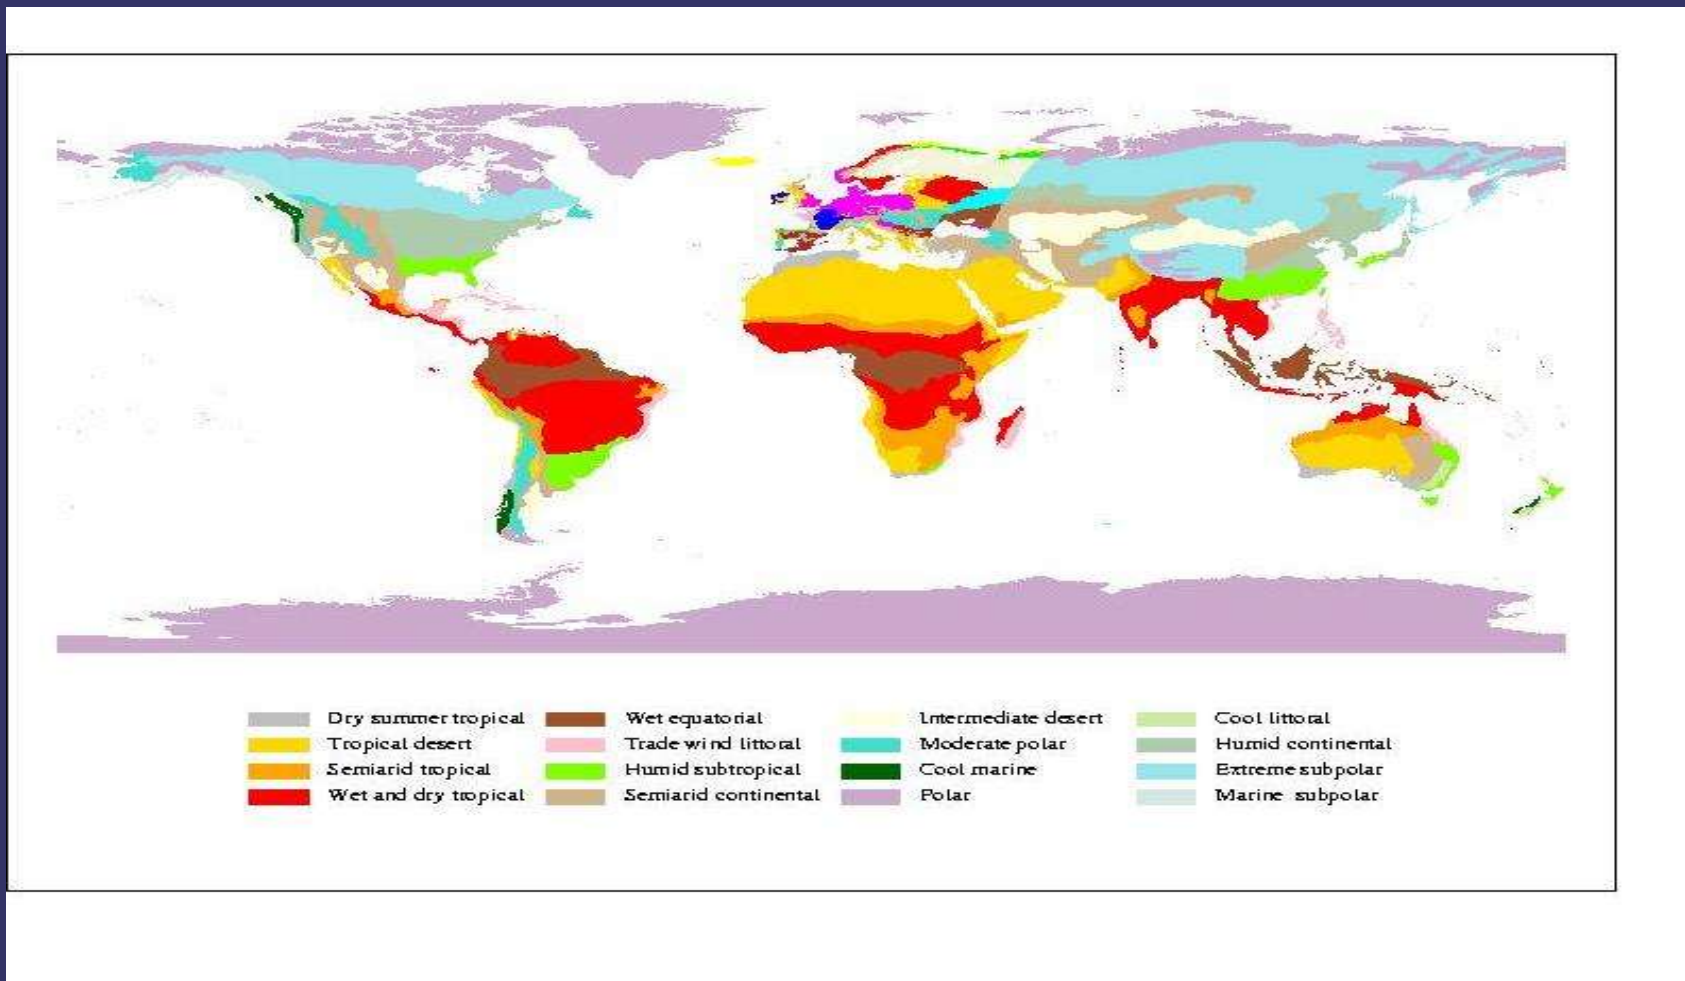 Dry summer tropical
Tropical desert
Semiarid tropical
Wet and dry tropical
Wet equatorial
Trade wind littoral
Humid subtropical
Semiarid continental
Intermediate desert
Moderate polar
Cool marine
Polar
Cool littoral
Humid continental
Extreme subpolar
Marine subpolar